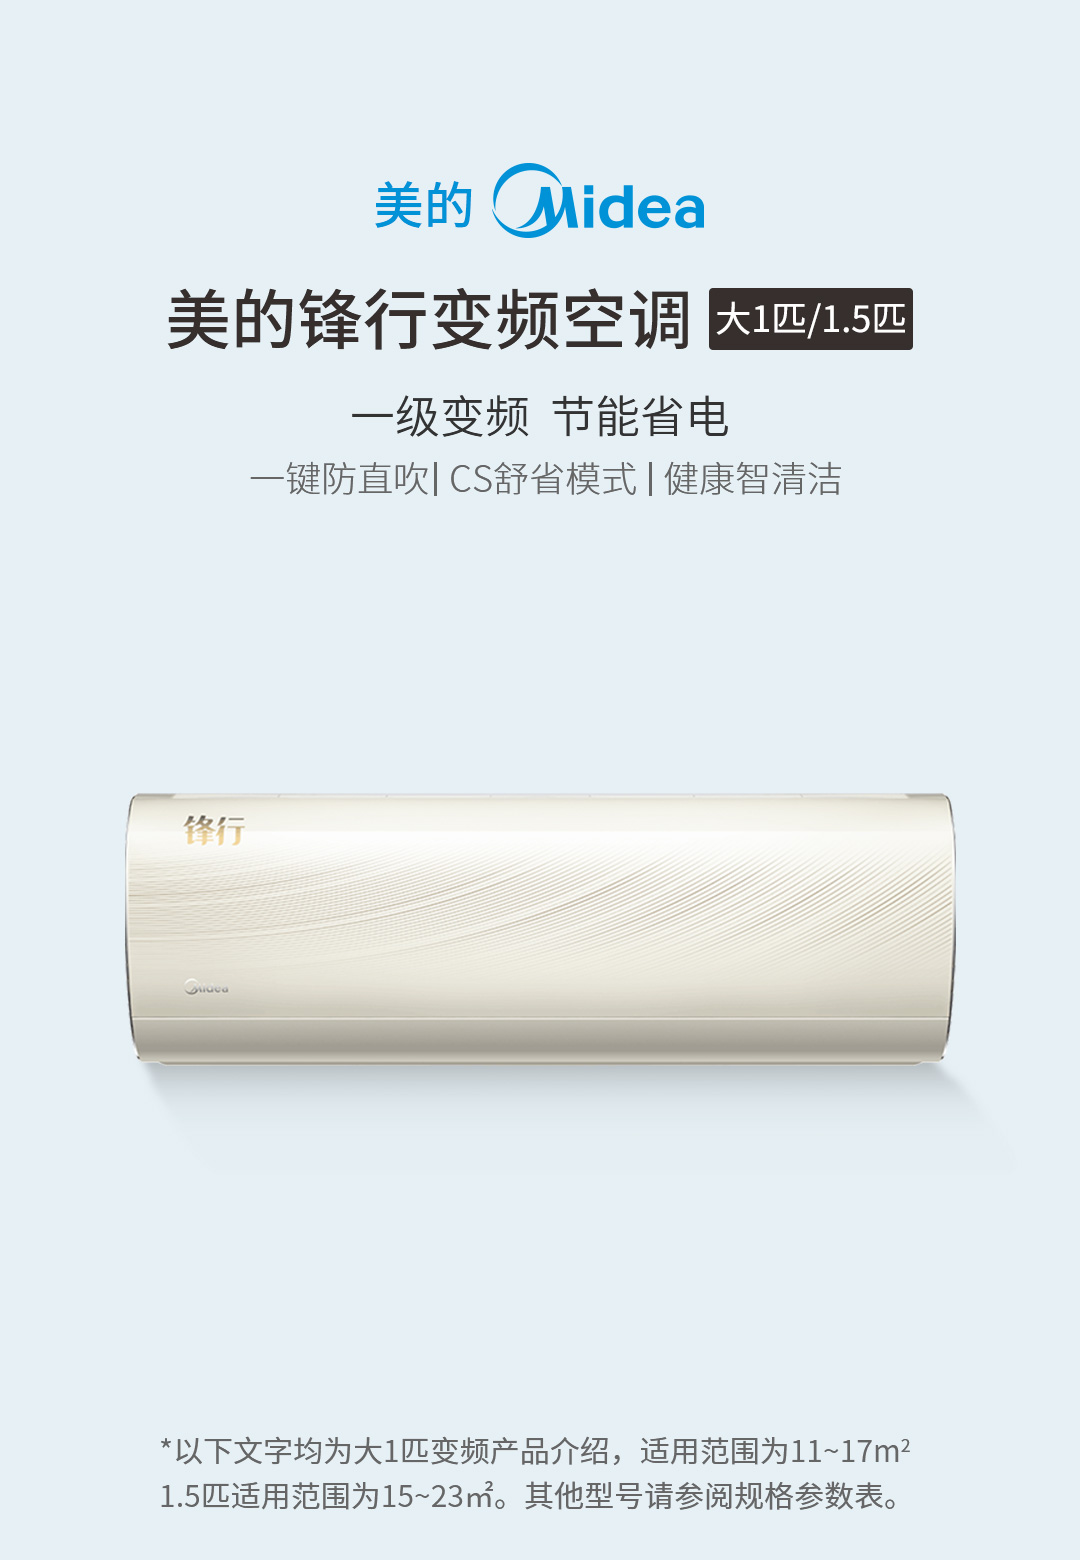 美的 Midea
美的锋行变频空调 大1匹/1.5匹
一级变频 节能省电
一键防直吹| CS舒省模式 | 健康智清洁
锋行
Midea
*以下文字均为大1匹变频产品介绍，适用范围为11~17m²
1.5匹适用范围为15~23㎡。其他型号请参阅规格参数表。